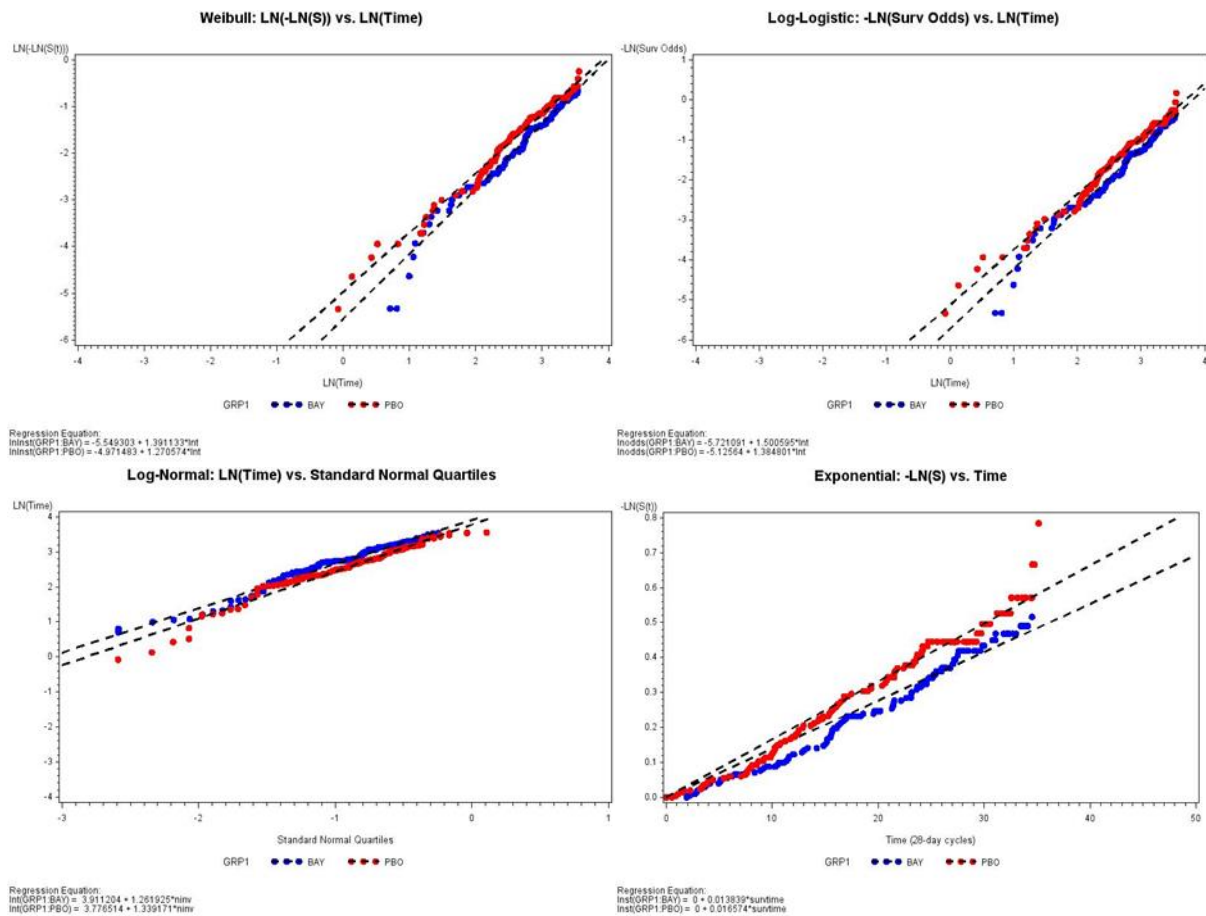 Weibull: LN(-LN(S)) vs. LN(Time)
LN(-LN(S(t)))
0
-1
-2
-3
-4
-5
-6
-4 -3 -2 -1 0 1 2 3 4
LN(Time)
GRP1 BAY PBO
Regression Equation:
lnlnst(GRP1:BAY) = -5.549303 + 1.391133*lnt
lnlnst(GRP1:PBO) = -4.971483 + 1.270574*lnt
Log-Logistic: -LN(Surv Odds) vs. LN(Time)
-LN(Surv Odds)
1
0
-1
-2
-3
-4
-5
-6
-4 -3 -2 -1 0 1 2 3 4
LN(Time)
GRP1 BAY PBO
Regression Equation:
lnodds(GRP1:BAY) = -5.721091 + 1.500595*lnt
lnodds(GRP1:PBO) = -5.12564 + 1.384801*lnt
Log-Normal: LN(Time) vs. Standard Normal Quartiles
LN(Time)
4
3
2
1
0
-1
-2
-3
-4
-3 -2 -1 0 1
Standard Normal Quartiles
GRP1 BAY PBO
Regression Equation:
lnt(GRP1:BAY) = 3.911204 + 1.261925*ninv
lnt(GRP1:PBO) = 3.776514 + 1.339171*ninv
Exponential: -LN(S) vs. Time
-LN(S(t))
0.8
0.7
0.6
0.5
0.4
0.3
0.2
0.1
0.0
0 10 20 30 40 50
Time (28-day cycles)
GRP1 BAY PBO
Regression Equation:
lnst(GRP1:BAY) = 0 + 0.013839*survtime
lnst(GRP1:PBO) = 0 + 0.016574*survtime